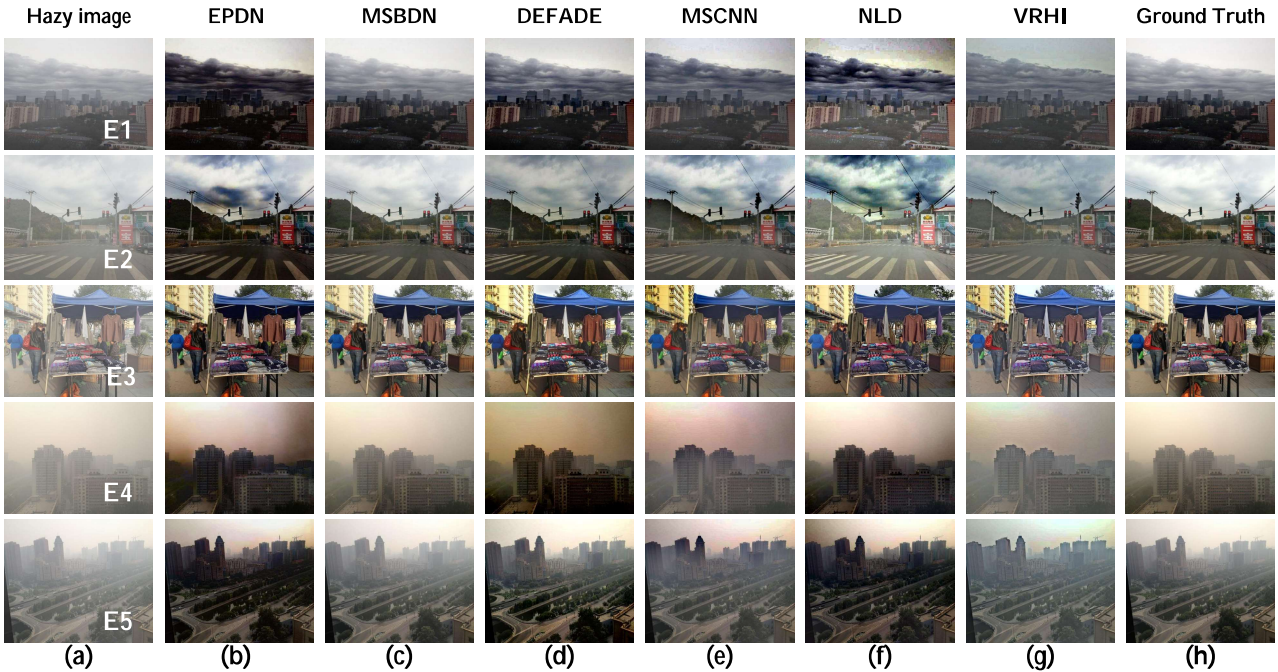 Hazy image EPDN MSBDN DEFADE MSCNN NLD VRHI Ground Truth
E1
E2
E3
E4
E5
(a) (b) (c) (d) (e) (f) (g) (h)